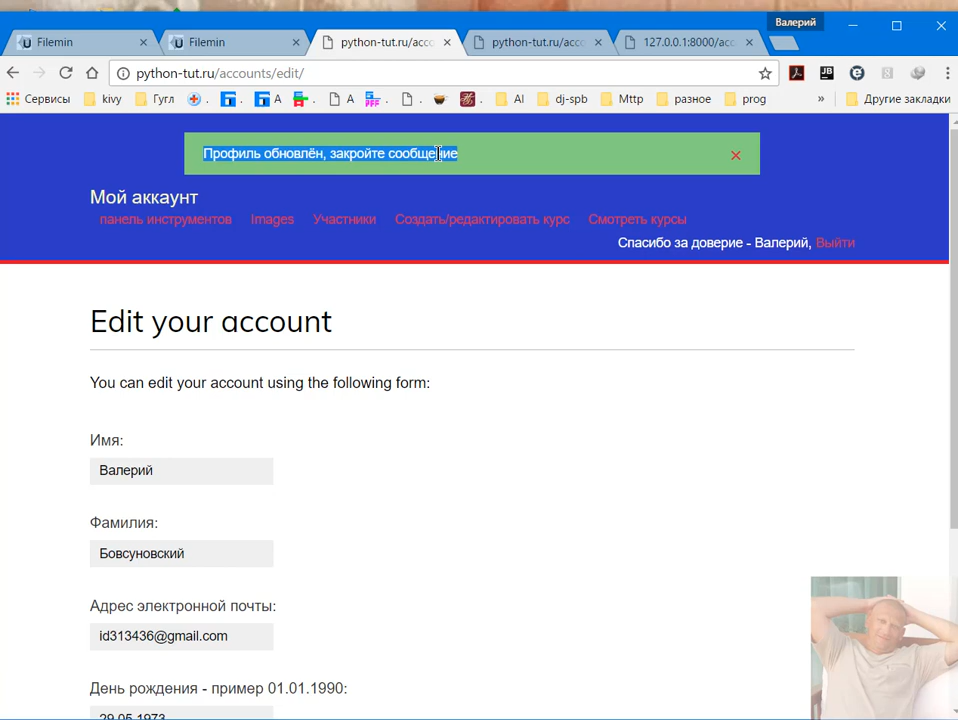 Валерий
Filemin
Filemin
python-tut.ru/acc
python-tut.ru/acc
127.0.0.1:8000/acc
python-tut.ru/accounts/edit/
Сервисы kivy Гугл . . А . . А . . AI dj-spb Mttp разное prog » Другие закладки
Профиль обновлён, закройте сообщение
Мой аккаунт
панель инструментов Images Участники Создать/редактировать курс Смотреть курсы
Спасибо за доверие - Валерий, Выйти
Edit your account
You can edit your account using the following form:
Имя:
Валерий
Фамилия:
Бовсуновский
Адрес электронной почты:
id313436@gmail.com
День рождения - пример 01.01.1990:
29.05.1973